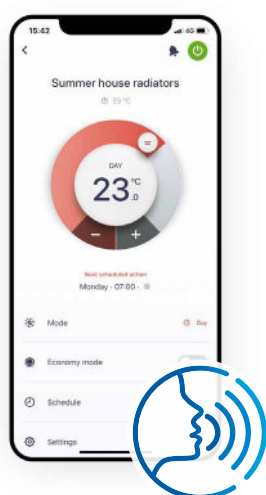 15:42
4G
Summer house radiators
DAY
23.0 °C
− +
Next scheduled action
Monday - 07:00 -
Mode Day
Economy mode
Schedule
Settings